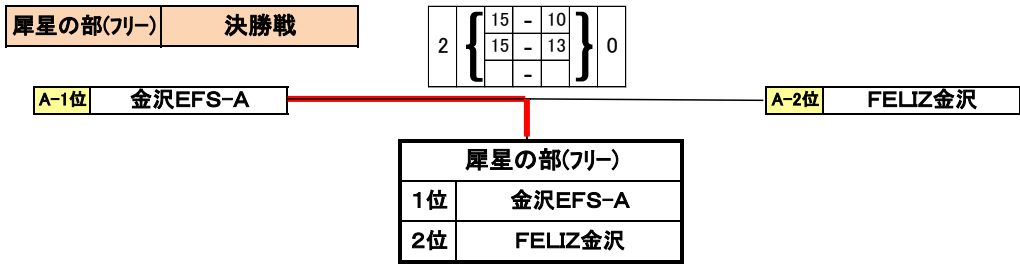 犀星の部(フリー) 決勝戦
15 - 10
2 { 15 - 13 } 0
-
A-1位 金沢EFS-A A-2位 FELIZ金沢
犀星の部(フリー)
1位 金沢EFS-A
2位 FELIZ金沢